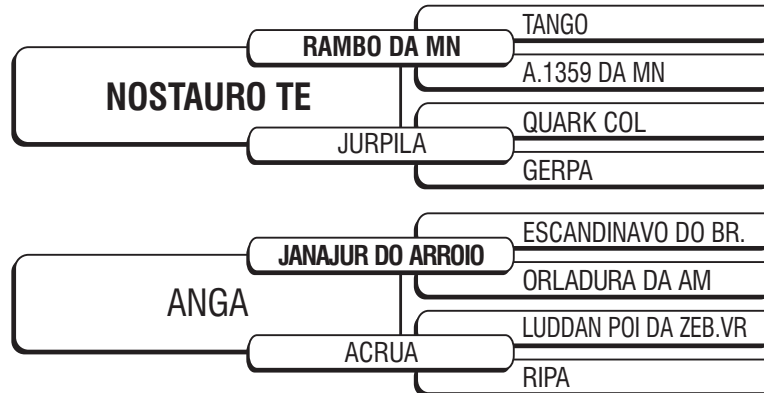 TANGO
RAMBO DA MN
A.1359 DA MN
NOSTAURO TE
QUARK COL
JURPILA
GERPA
ESCANDINAVO DO BR.
JANAJUR DO ARROIO
ORLADURA DA AM
ANGA
LUDDAN POI DA ZEB.VR
ACRUA
RIPA